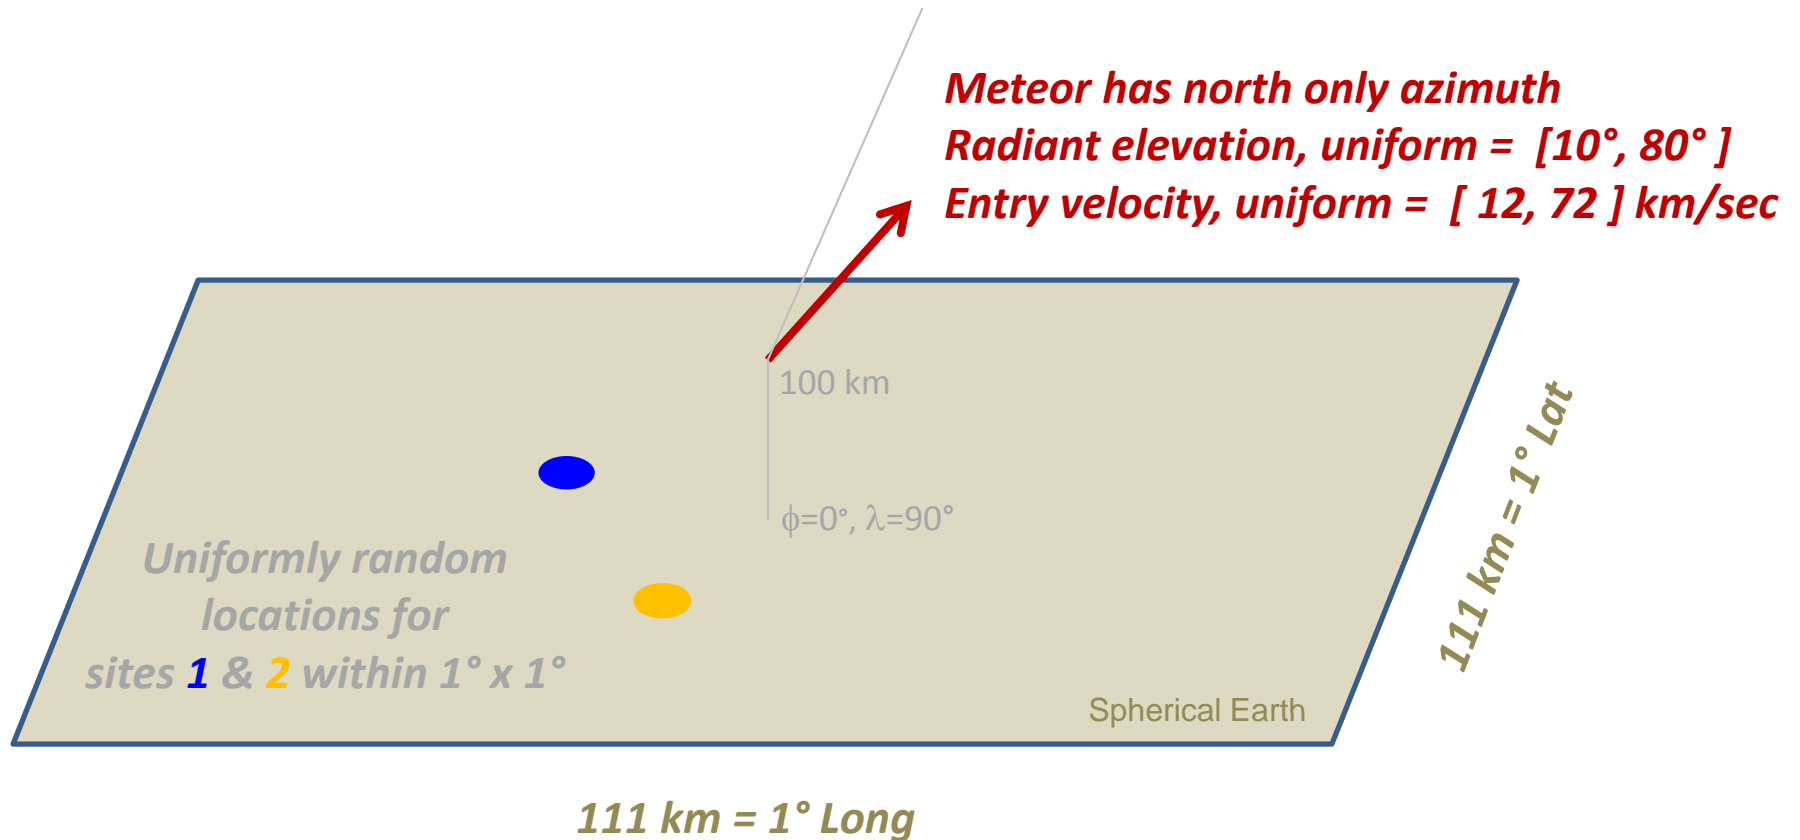 Meteor has north only azimuth
Radiant elevation, uniform = [10°, 80° ]
Entry velocity, uniform = [ 12, 72 ] km/sec
100 km
ϕ=0°, λ=90°
Uniformly random
locations for
sites 1 & 2 within 1° x 1°
111 km = 1° Lat
Spherical Earth
111 km = 1° Long